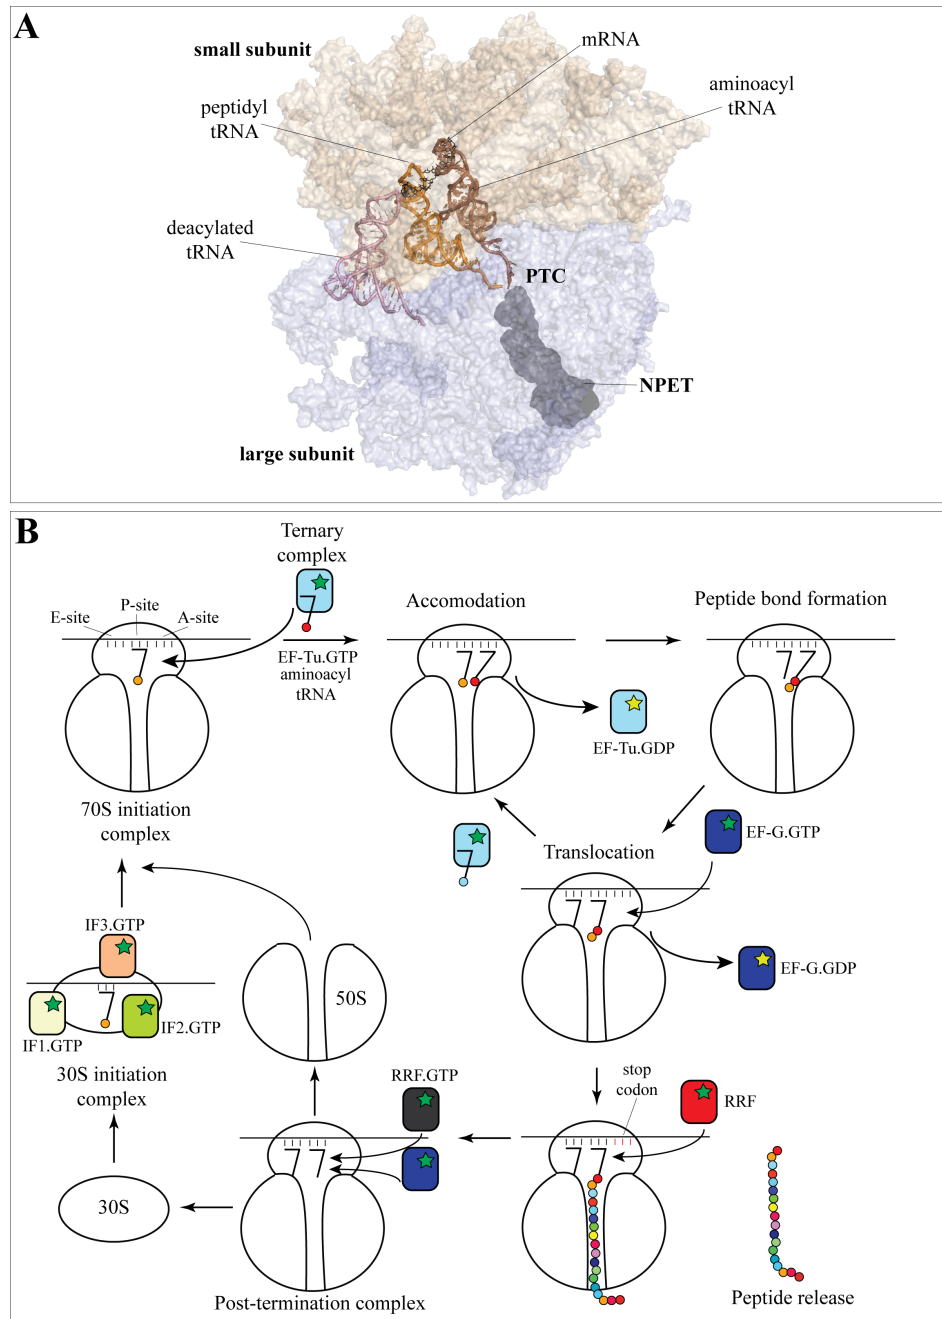 A
small subunit
mRNA
aminoacyl
tRNA
peptidyl
tRNA
deacylated
tRNA
PTC
NPET
large subunit
B
Ternary
complex
E-site
P-site
A-site
EF-Tu.GTP
aminoacyl
tRNA
Accomodation
Peptide bond formation
EF-Tu.GDP
70S initiation
complex
Translocation
EF-G.GTP
EF-G.GDP
IF3.GTP
IF1.GTP
IF2.GTP
50S
30S initiation
complex
RRF.GTP
stop
codon
RRF
30S
Post-termination complex
Peptide release